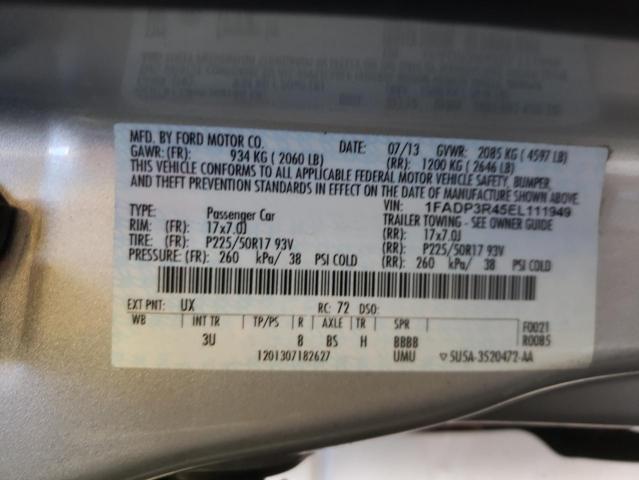 MFD. BY FORD MOTOR CO. DATE: 07/13 GVWR: 2085 KG ( 4597 LB)
GAWR: (FR): 934 KG ( 2060 LB) (RR): 1200 KG ( 2646 LB)
THIS VEHICLE CONFORMS TO ALL APPLICABLE FEDERAL MOTOR VEHICLE SAFETY, BUMPER,
AND THEFT PREVENTION STANDARDS IN EFFECT ON THE DATE OF MANUFACTURE SHOWN ABOVE.
VIN: 1FADP3R45EL111949
TYPE: Passenger Car TRAILER TOWING - SEE OWNER GUIDE
RIM: (FR): 17x7.0J (RR): 17x7.0J
TIRE: (FR): P225/50R17 93V (RR): P225/50R17 93V
PRESSURE: (FR): 260 kPa/ 38 PSI COLD (RR): 260 kPa/ 38 PSI COLD
EXT PNT: UX RC: 72 DSO:
WB INT TR TP/PS R AXLE TR SPR F0021
3U 8 BS H BBBB R0085
1201307182627 UMU ▽ 5U5A-3520472-AA